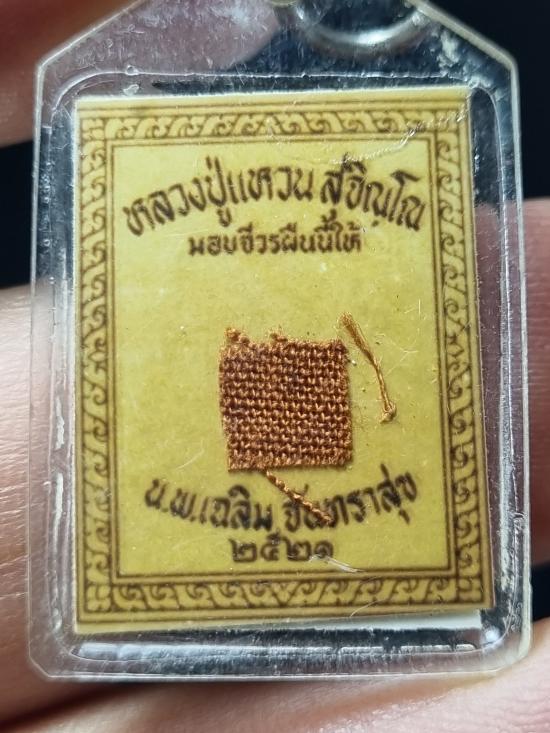 หลวงปู่แหวน สุจิณโณ
มอบจีวรผืนนี้ให้
น.พ.เฉลิม จันทราสุข
๒๕๒๑